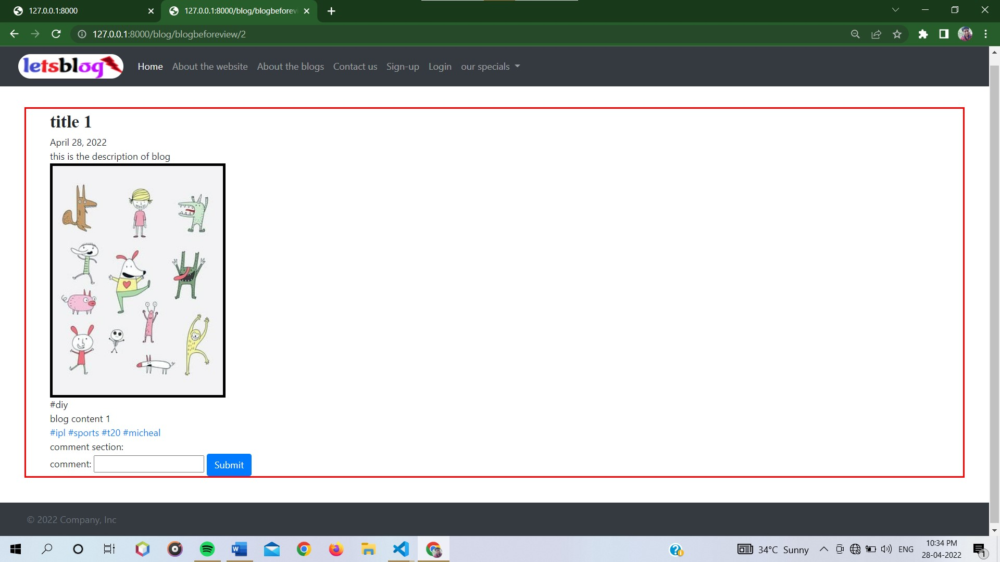 127.0.0.1:8000
127.0.0.1:8000/blog/blogbeforevi
127.0.0.1:8000/blog/blogbeforeview/2
letsblog
Home About the website About the blogs Contact us Sign-up Login our specials
title 1
April 28, 2022
this is the description of blog
#diy
blog content 1
#ipl #sports #t20 #micheal
comment section:
comment: Submit
© 2022 Company, Inc
34°C Sunny ENG
10:34 PM
28-04-2022
1